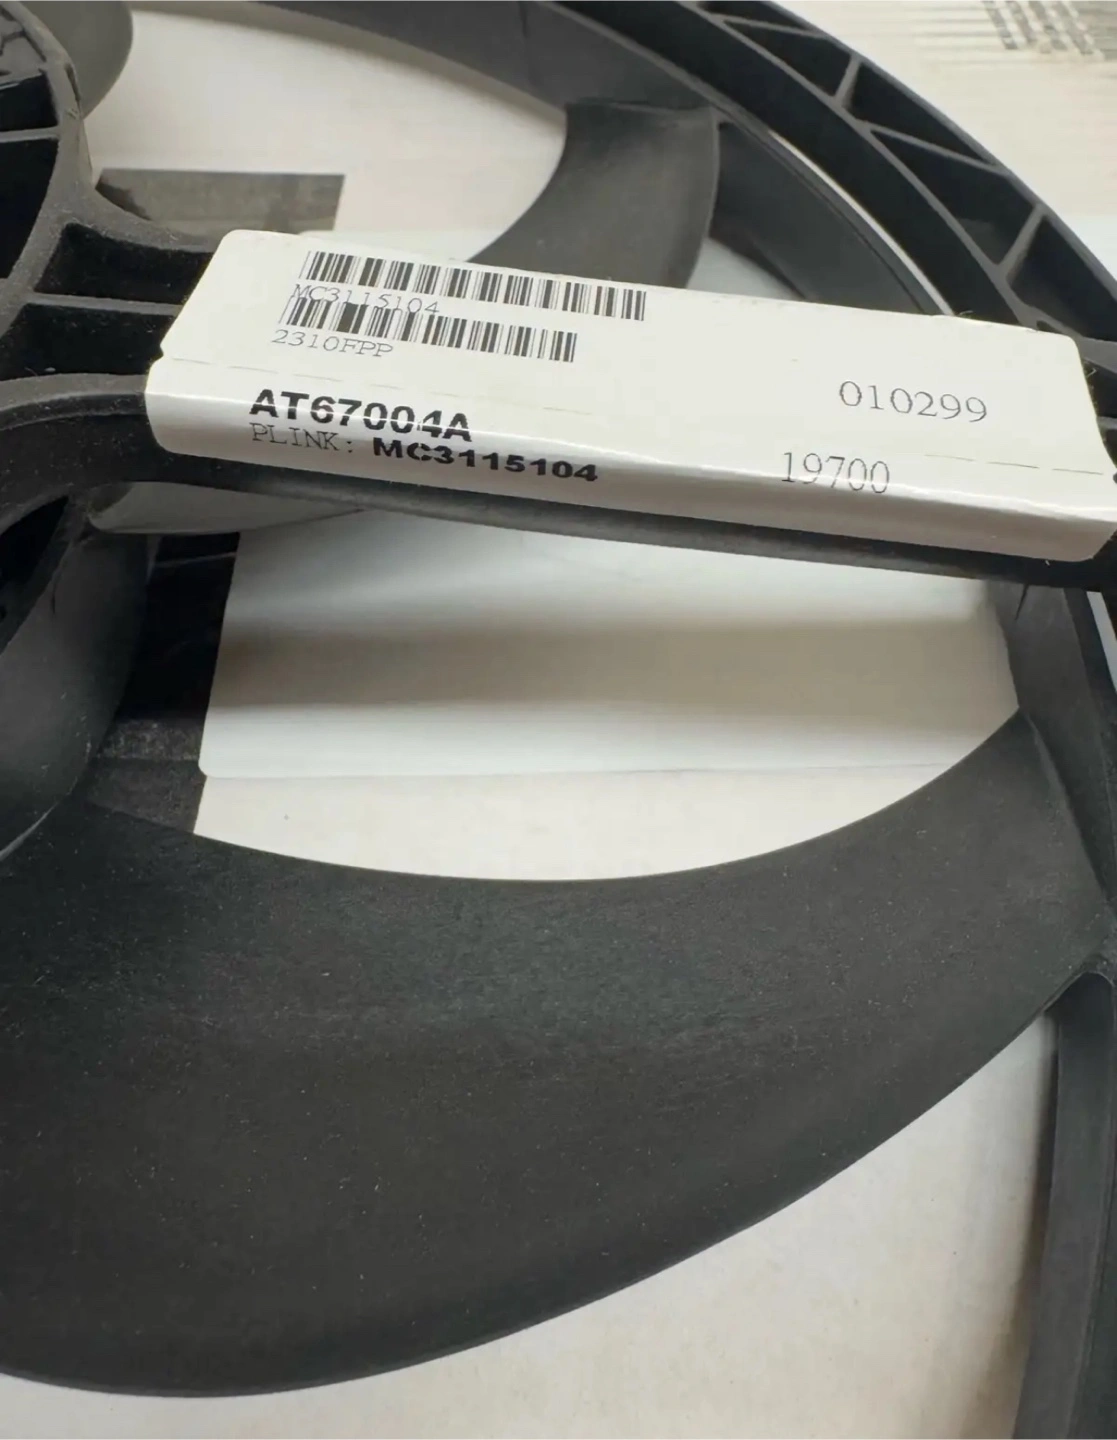 MC3115104
2310FPP
010299
AT67004A
PLINK: MC3115104
19700